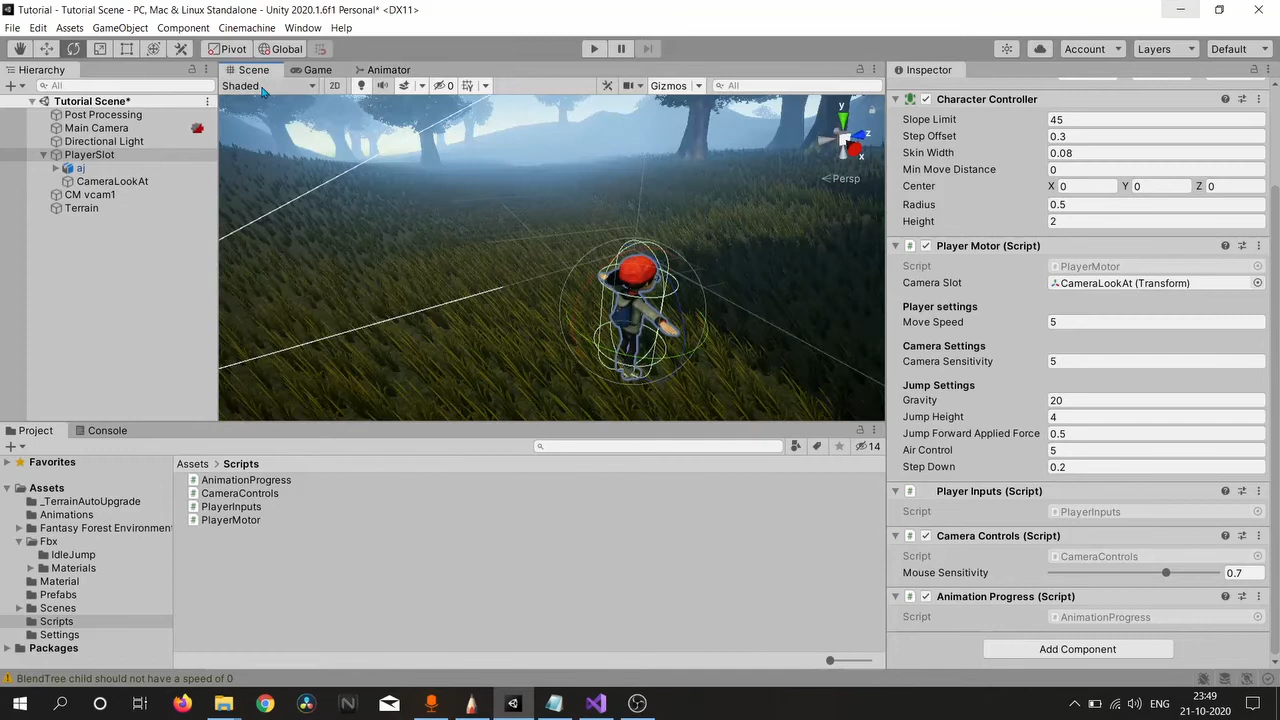 Tutorial - Tutorial Scene - PC, Mac & Linux Standalone - Unity 2020.1.6f1 Personal* <DX11>
File Edit Assets GameObject Component Cinemachine Window Help
Pivot Global Account Layers Default
Hierarchy
All
Tutorial Scene*
Post Processing
Main Camera
Directional Light
PlayerSlot
aj
CameraLookAt
CM vcam1
Terrain
Scene Game Animator
Shaded 2D 0 Gizmos All
y
z
x
Persp
Inspector
Character Controller
Slope Limit 45
Step Offset 0.3
Skin Width 0.08
Min Move Distance 0
Center X 0 Y 0 Z 0
Radius 0.5
Height 2
Player Motor (Script)
Script PlayerMotor
Camera Slot CameraLookAt (Transform)
Player settings
Move Speed 5
Camera Settings
Camera Sensitivity 5
Jump Settings
Gravity 20
Jump Height 4
Jump Forward Applied Force 0.5
Air Control 5
Step Down 0.2
Player Inputs (Script)
Script PlayerInputs
Camera Controls (Script)
Script CameraControls
Mouse Sensitivity 0.7
Animation Progress (Script)
Script AnimationProgress
Add Component
Project Console
14
Favorites
Assets
_TerrainAutoUpgrade
Animations
Fantasy Forest Environment
Fbx
IdleJump
Materials
Material
Prefabs
Scenes
Scripts
Settings
Packages
Assets > Scripts
AnimationProgress
CameraControls
PlayerInputs
PlayerMotor
BlendTree child should not have a speed of 0
ENG
23:49
21-10-2020